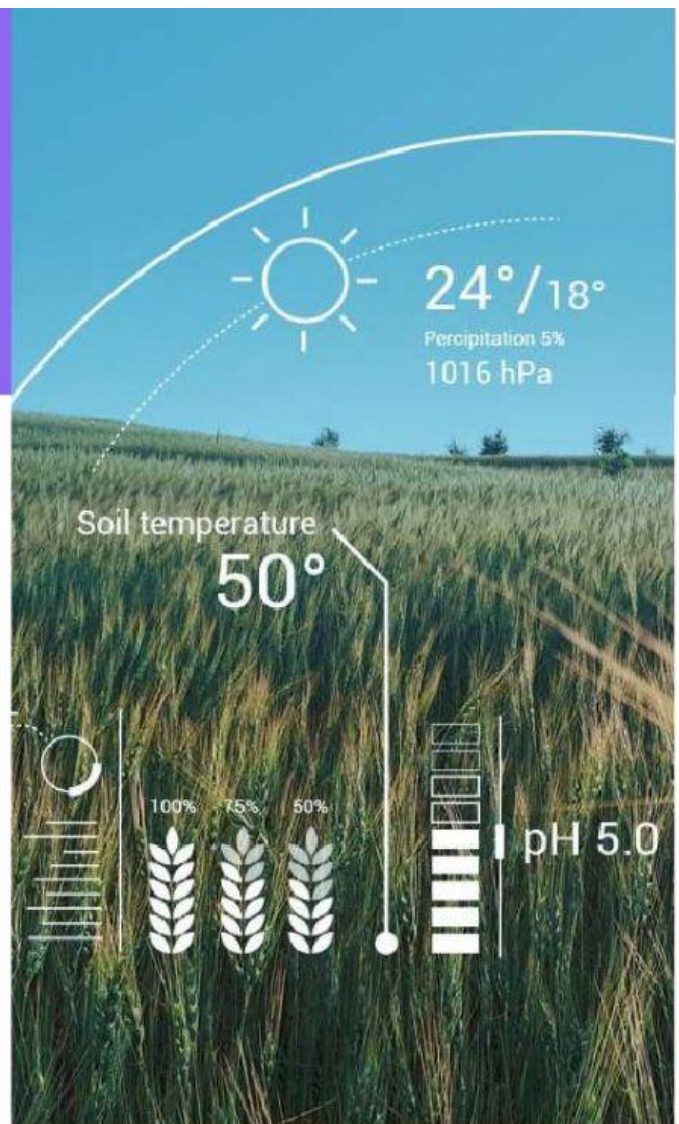 24°/18°
Percipitation 5%
1016 hPa
Soil temperature
50°
100% 75% 50%
pH 5.0